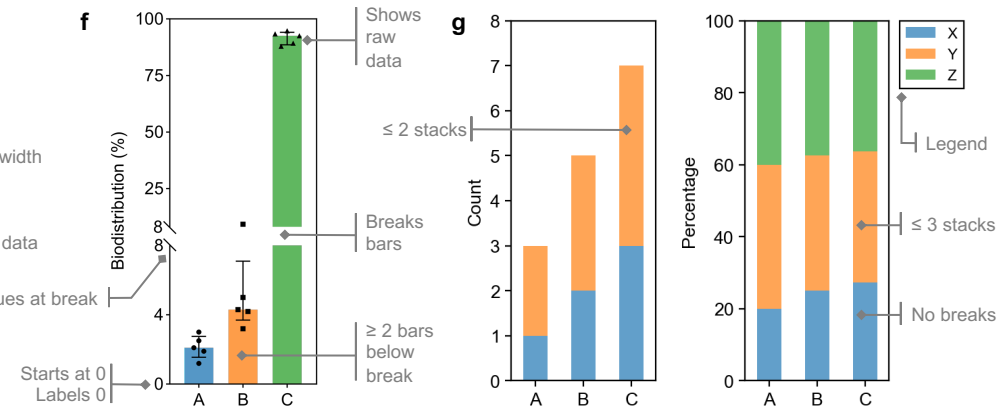 f
Biodistribution (%)
100
75
50
25
8
8
4
0
A B C
Shows
raw
data
Breaks
bars
≥ 2 bars
below
break
width
data
ues at break
Starts at 0
Labels 0
g
Count
8
7
6
5
4
3
2
1
0
A B C
≤ 2 stacks
Percentage
100
80
60
40
20
0
A B C
X
Y
Z
Legend
≤ 3 stacks
No breaks